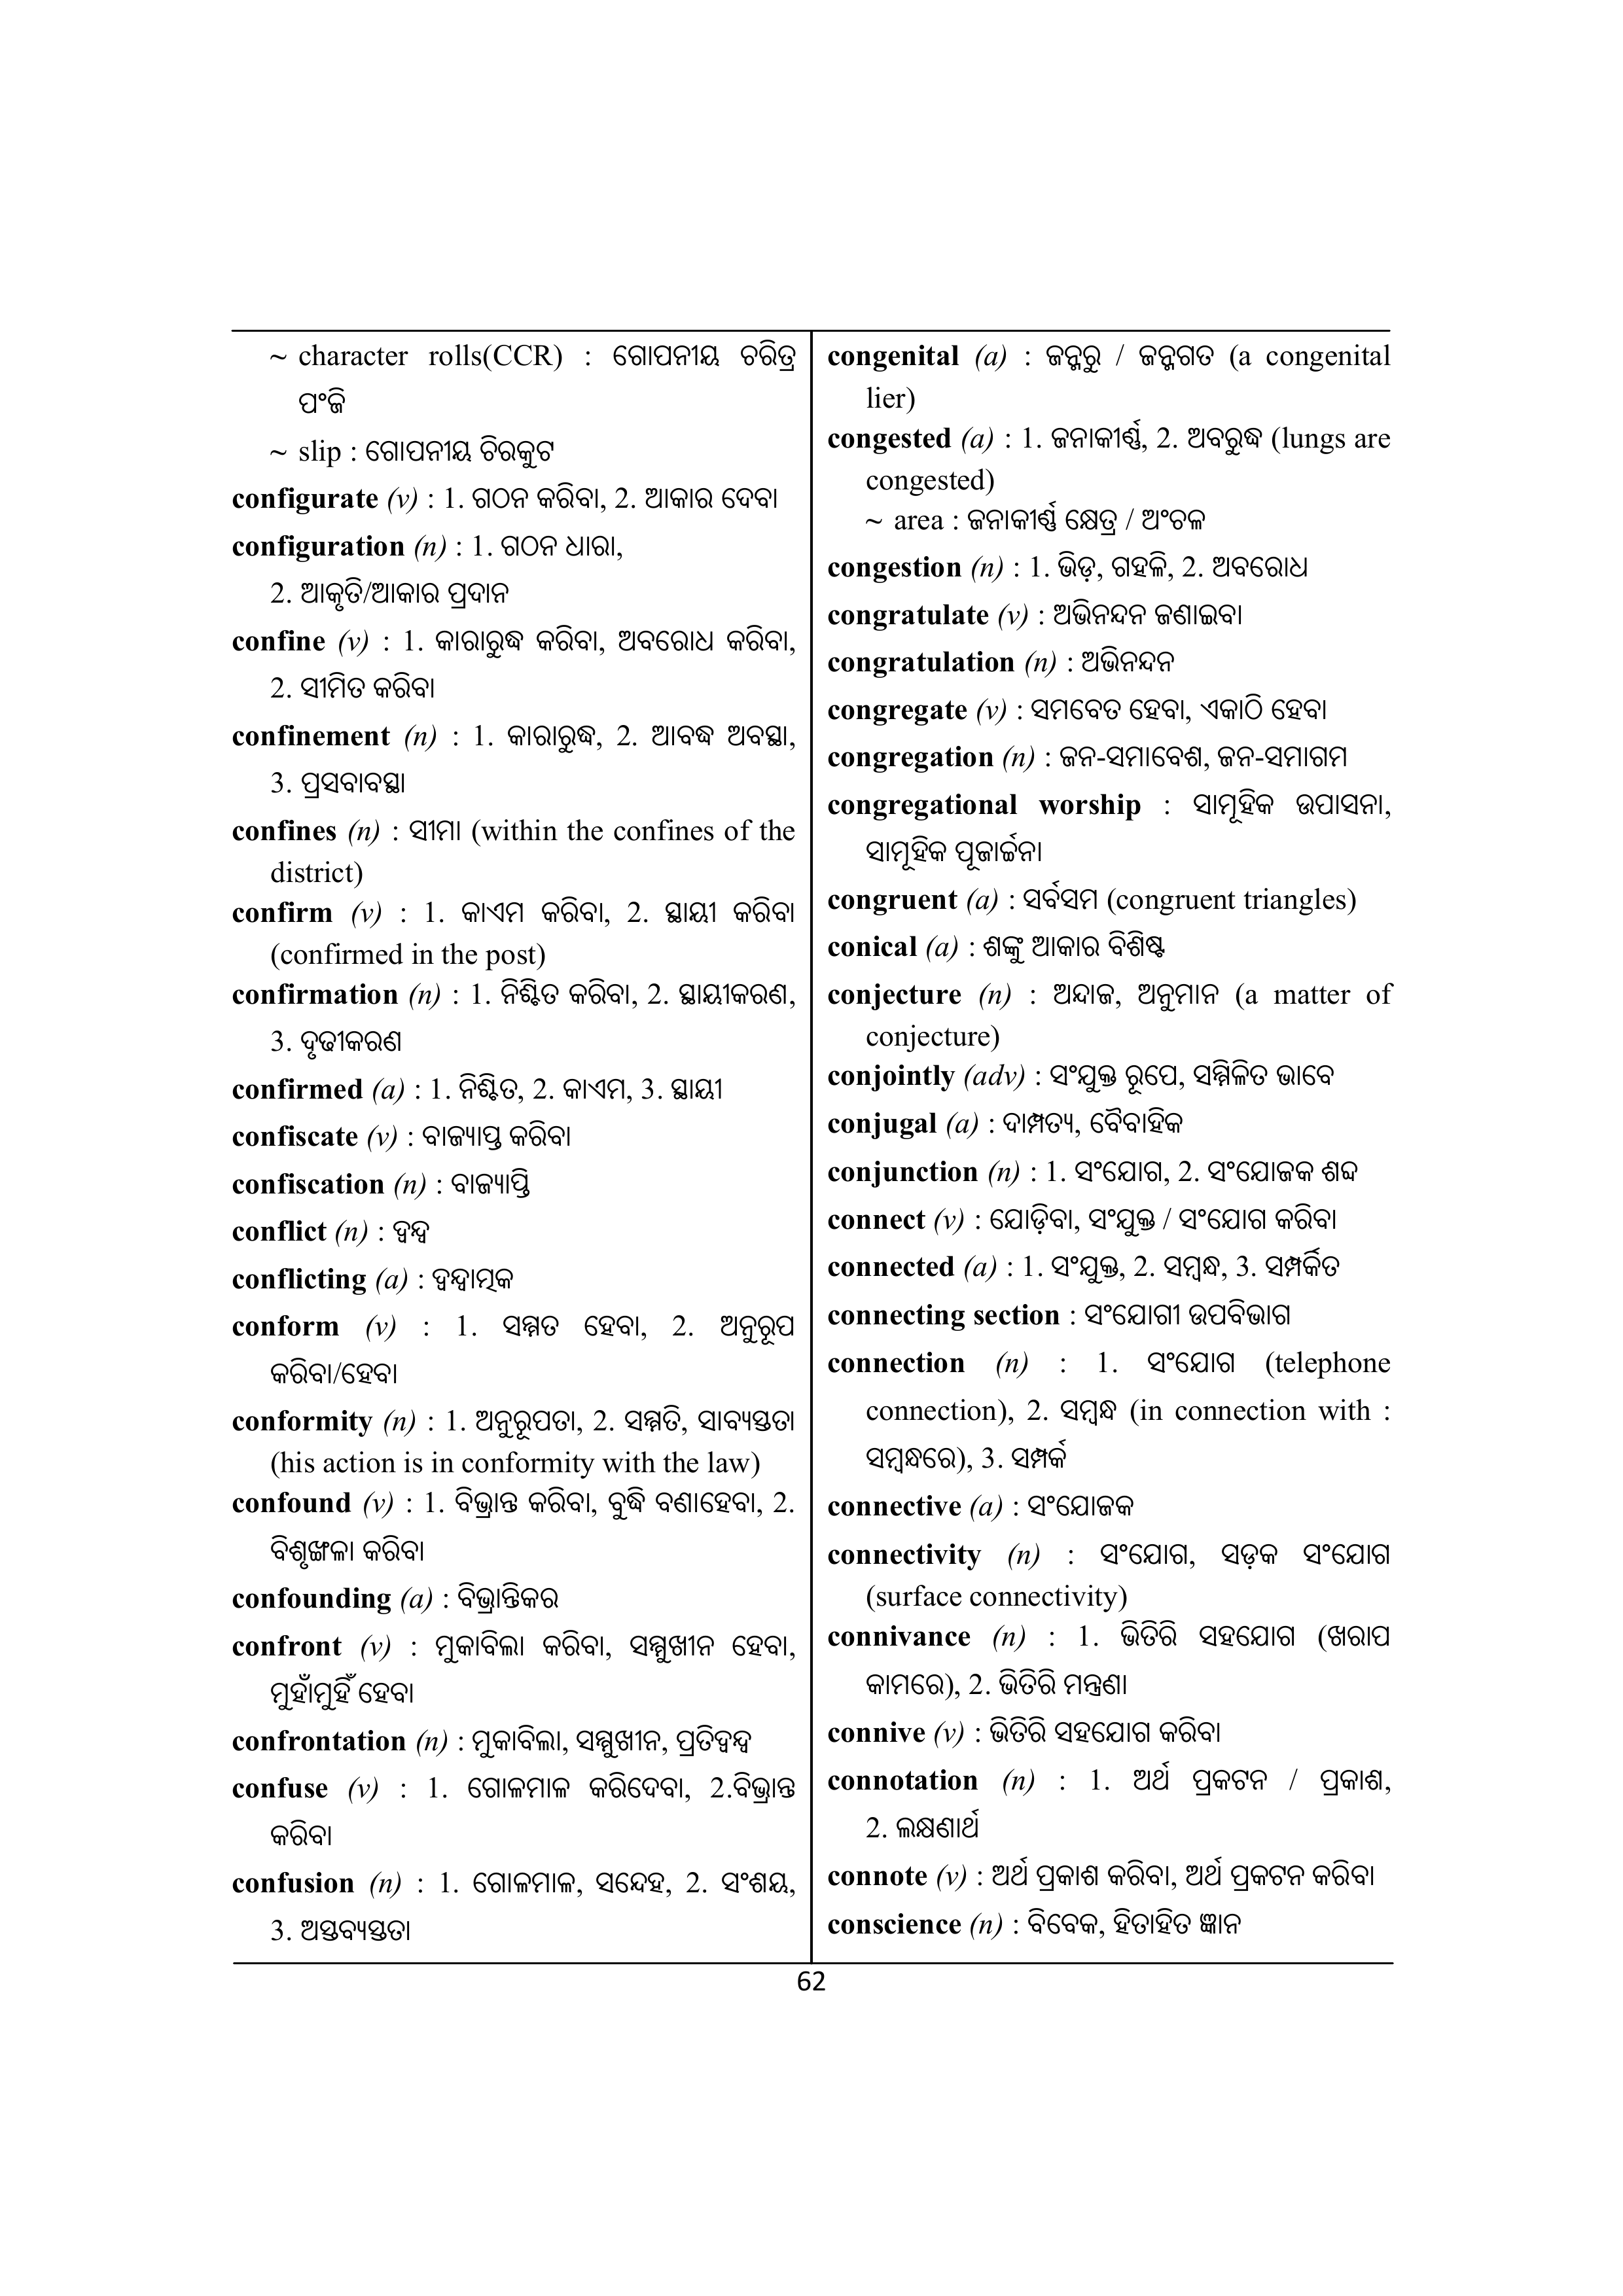 ~ character rolls(CCR) : ଗୋପନୀୟ ଚରିତ୍ର
ପଂଜି
~ slip : ଗୋପନୀୟ ଚିରକୁଟ
configurate (v) : 1. ଗଠନ କରିବା, 2. ଆକାର ଦେବା
configuration (n) : 1. ଗଠନ ଧାରା,
2. ଆକୃତି/ଆକାର ପ୍ରଦାନ
confine (v) : 1. କାରାରୁଦ୍ଧ କରିବା, ଅବରୋଧ କରିବା,
2. ସୀମିତ କରିବା
confinement (n) : 1. କାରାରୁଦ୍ଧ, 2. ଆବଦ୍ଧ ଅବସ୍ଥା,
3. ପ୍ରସବାବସ୍ଥା
confines (n) : ସୀମା (within the confines of the
district)
confirm (v) : 1. କାଏମ କରିବା, 2. ସ୍ଥାୟୀ କରିବା
(confirmed in the post)
confirmation (n) : 1. ନିଶ୍ଚିତ କରିବା, 2. ସ୍ଥାୟୀକରଣ,
3. ଦୃଢୀକରଣ
confirmed (a) : 1. ନିଶ୍ଚିତ, 2. କାଏମ, 3. ସ୍ଥାୟୀ
confiscate (v) : ବାଜ୍ୟାପ୍ତ କରିବା
confiscation (n) : ବାଜ୍ୟାପ୍ତି
conflict (n) : ଦ୍ୱନ୍ଦ୍ୱ
conflicting (a) : ଦ୍ୱନ୍ଦ୍ୱାତ୍ମକ
conform (v) : 1. ସମ୍ମତ ହେବା, 2. ଅନୁରୂପ
କରିବା/ହେବା
conformity (n) : 1. ଅନୁରୂପତା, 2. ସମ୍ମତି, ସାବ୍ୟସ୍ତତା
(his action is in conformity with the law)
confound (v) : 1. ବିଭ୍ରାନ୍ତ କରିବା, ବୁଦ୍ଧି ବଣାହେବା, 2.
ବିଶୃଙ୍ଖଳା କରିବା
confounding (a) : ବିଭ୍ରାନ୍ତିକର
confront (v) : ମୁକାବିଲା କରିବା, ସମ୍ମୁଖୀନ ହେବା,
ମୁହାଁମୁହିଁ ହେବା
confrontation (n) : ମୁକାବିଲା, ସମ୍ମୁଖୀନ, ପ୍ରତିଦ୍ୱନ୍ଦ୍ୱ
confuse (v) : 1. ଗୋଳମାଳ କରିଦେବା, 2.ବିଭ୍ରାନ୍ତ
କରିବା
confusion (n) : 1. ଗୋଳମାଳ, ସନ୍ଦେହ, 2. ସଂଶୟ,
3. ଅସ୍ତବ୍ୟସ୍ତତା
congenital (a) : ଜନ୍ମରୁ / ଜନ୍ମଗତ (a congenital
lier)
congested (a) : 1. ଜନାକୀର୍ଣ୍ଣ, 2. ଅବରୁଦ୍ଧ (lungs are
congested)
~ area : ଜନାକୀର୍ଣ୍ଣ କ୍ଷେତ୍ର / ଅଂଚଳ
congestion (n) : 1. ଭିଡ଼, ଗହଳି, 2. ଅବରୋଧ
congratulate (v) : ଅଭିନନ୍ଦନ ଜଣାଇବା
congratulation (n) : ଅଭିନନ୍ଦନ
congregate (v) : ସମବେତ ହେବା, ଏକାଠି ହେବା
congregation (n) : ଜନ-ସମାବେଶ, ଜନ-ସମାଗମ
congregational worship : ସାମୂହିକ ଉପାସନା,
ସାମୂହିକ ପୂଜାର୍ଚ୍ଚନା
congruent (a) : ସର୍ବସମ (congruent triangles)
conical (a) : ଶଙ୍କୁ ଆକାର ବିଶିଷ୍ଟ
conjecture (n) : ଅନ୍ଦାଜ, ଅନୁମାନ (a matter of
conjecture)
conjointly (adv) : ସଂଯୁକ୍ତ ରୂପେ, ସମ୍ମିଳିତ ଭାବେ
conjugal (a) : ଦାମ୍ପତ୍ୟ, ବୈବାହିକ
conjunction (n) : 1. ସଂଯୋଗ, 2. ସଂଯୋଜକ ଶବ୍ଦ
connect (v) : ଯୋଡ଼ିବା, ସଂଯୁକ୍ତ / ସଂଯୋଗ କରିବା
connected (a) : 1. ସଂଯୁକ୍ତ, 2. ସମ୍ବନ୍ଧ, 3. ସମ୍ପର୍କିତ
connecting section : ସଂଯୋଗୀ ଉପବିଭାଗ
connection (n) : 1. ସଂଯୋଗ (telephone
connection), 2. ସମ୍ବନ୍ଧ (in connection with :
ସମ୍ବନ୍ଧରେ), 3. ସମ୍ପର୍କ
connective (a) : ସଂଯୋଜକ
connectivity (n) : ସଂଯୋଗ, ସଡ଼କ ସଂଯୋଗ
(surface connectivity)
connivance (n) : 1. ଭିତିରି ସହଯୋଗ (ଖରାପ
କାମରେ), 2. ଭିତିରି ମନ୍ତ୍ରଣା
connive (v) : ଭିତିରି ସହଯୋଗ କରିବା
connotation (n) : 1. ଅର୍ଥ ପ୍ରକଟନ / ପ୍ରକାଶ,
2. ଲକ୍ଷଣାର୍ଥ
connote (v) : ଅର୍ଥ ପ୍ରକାଶ କରିବା, ଅର୍ଥ ପ୍ରକଟନ କରିବା
conscience (n) : ବିବେକ, ହିତାହିତ ଜ୍ଞାନ
62